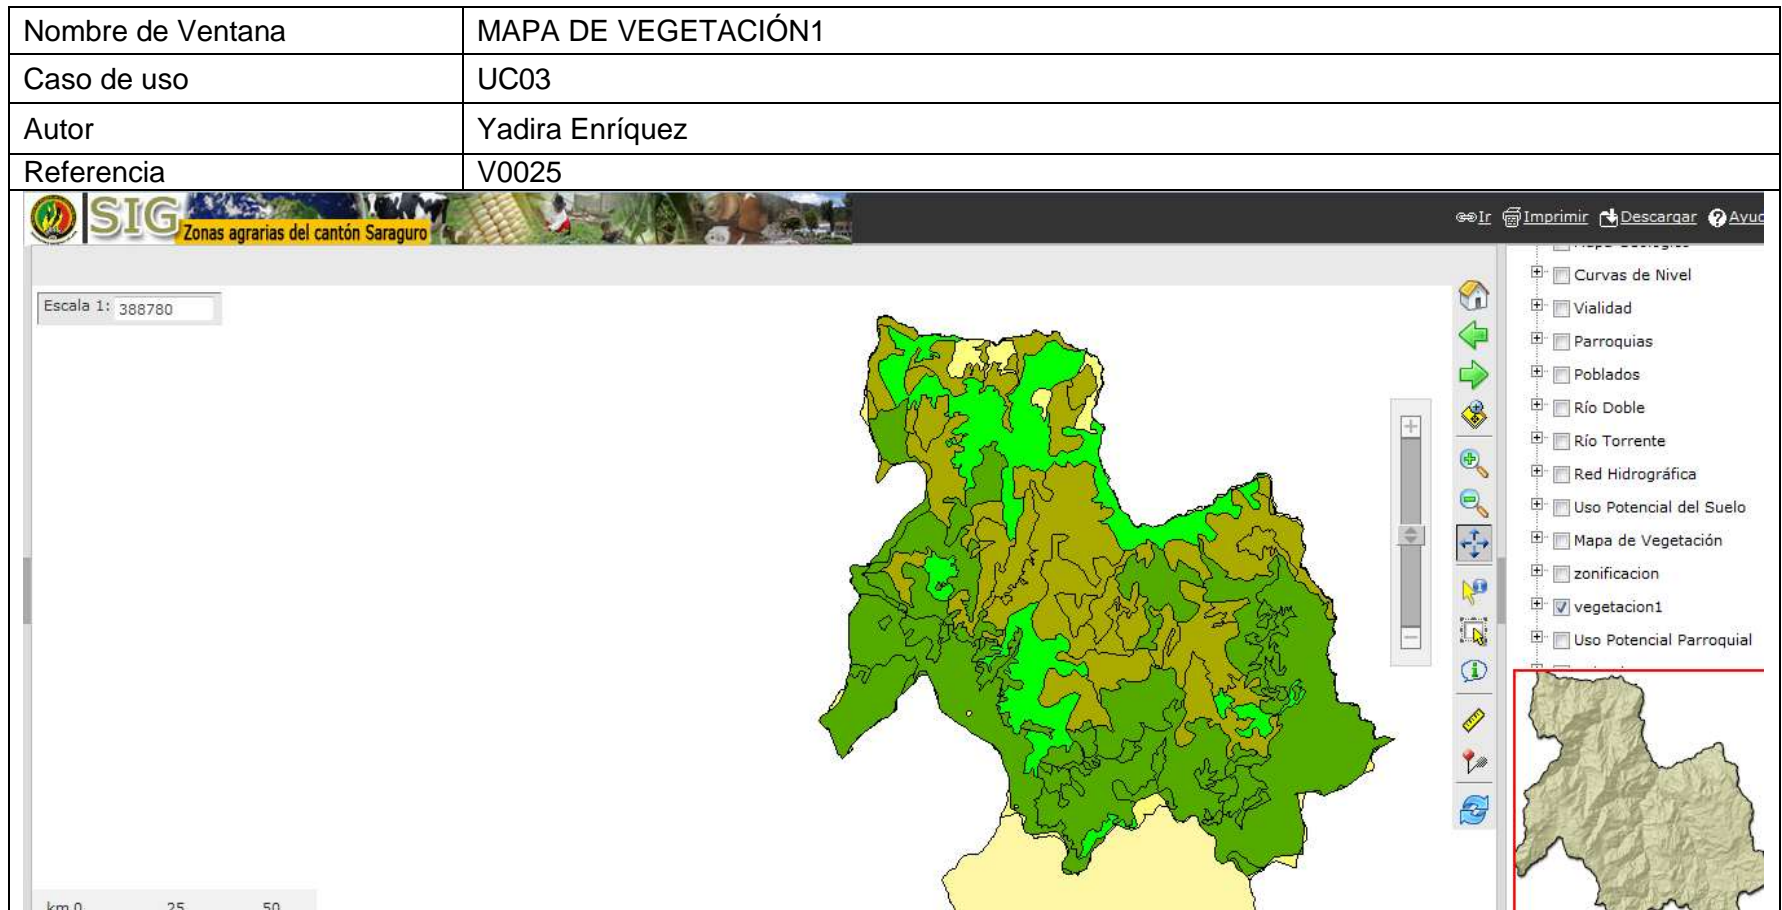 Nombre de Ventana MAPA DE VEGETACIÓN1
Caso de uso UC03
Autor Yadira Enríquez
Referencia V0025
SIG Zonas agrarias del cantón Saraguro
Ir Imprimir Descargar
Escala 1: 388780
Curvas de Nivel
Vialidad
Parroquias
Poblados
Río Doble
Río Torrente
Red Hidrográfica
Uso Potencial del Suelo
Mapa de Vegetación
zonificacion
vegetacion1
Uso Potencial Parroquial
km 0 25 50